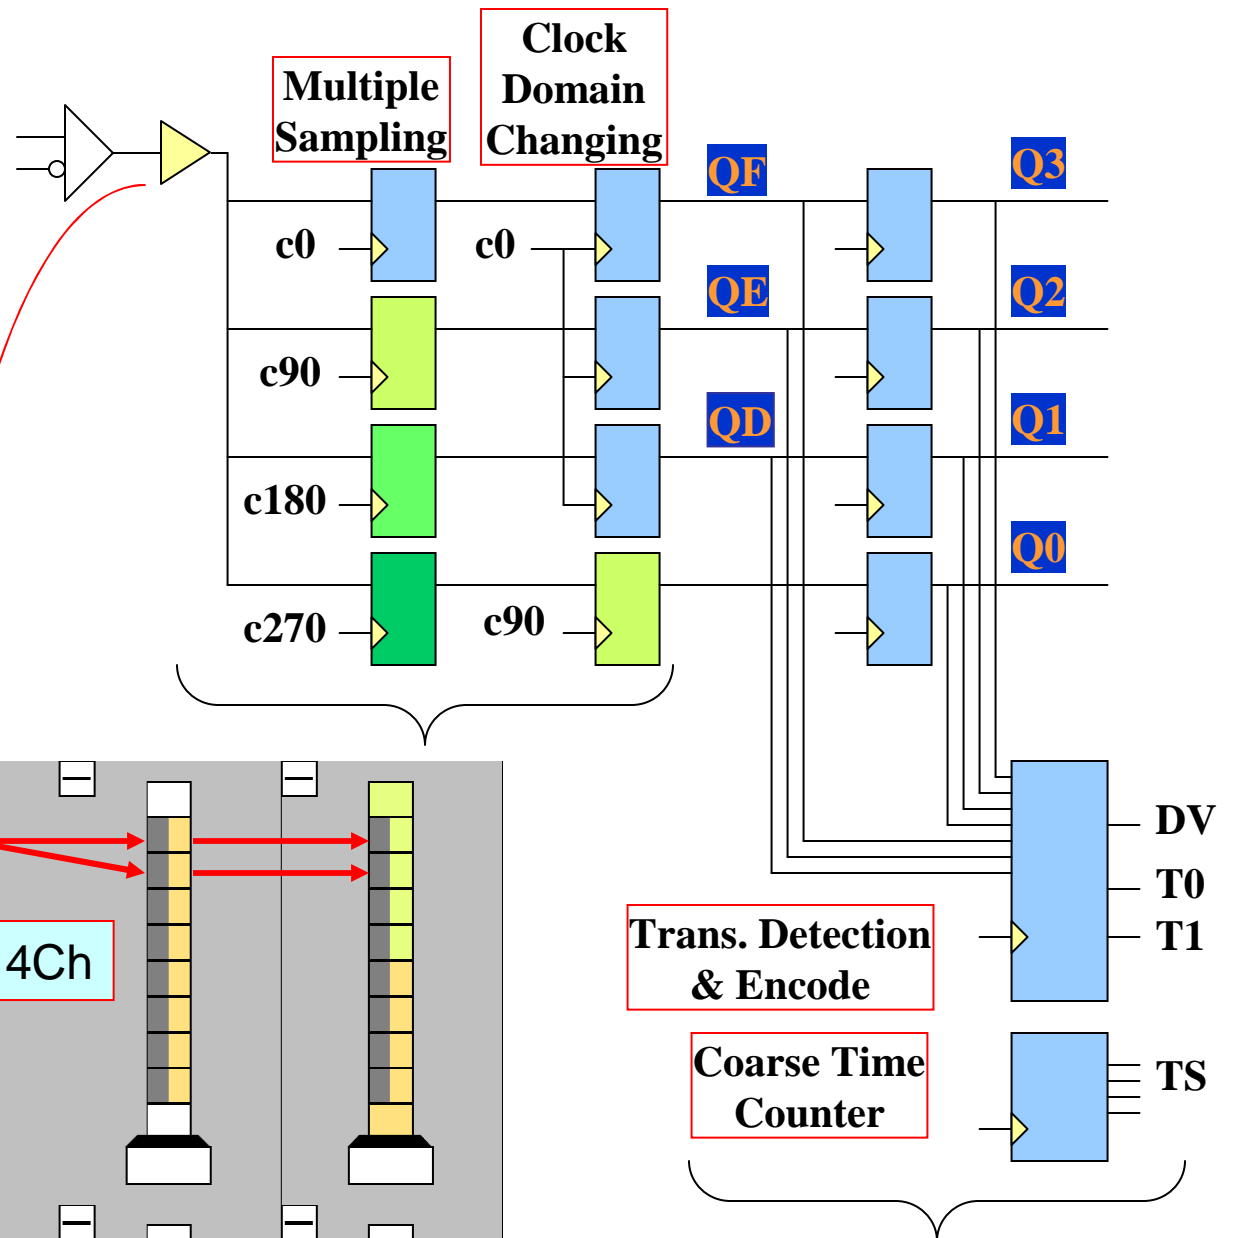 Clock
Domain
Changing
Multiple
Sampling
QF
Q3
c0
c0
QE
Q2
c90
QD
Q1
c180
Q0
c270
c90
DV
T0
T1
Trans. Detection
& Encode
4Ch
Coarse Time
Counter
TS